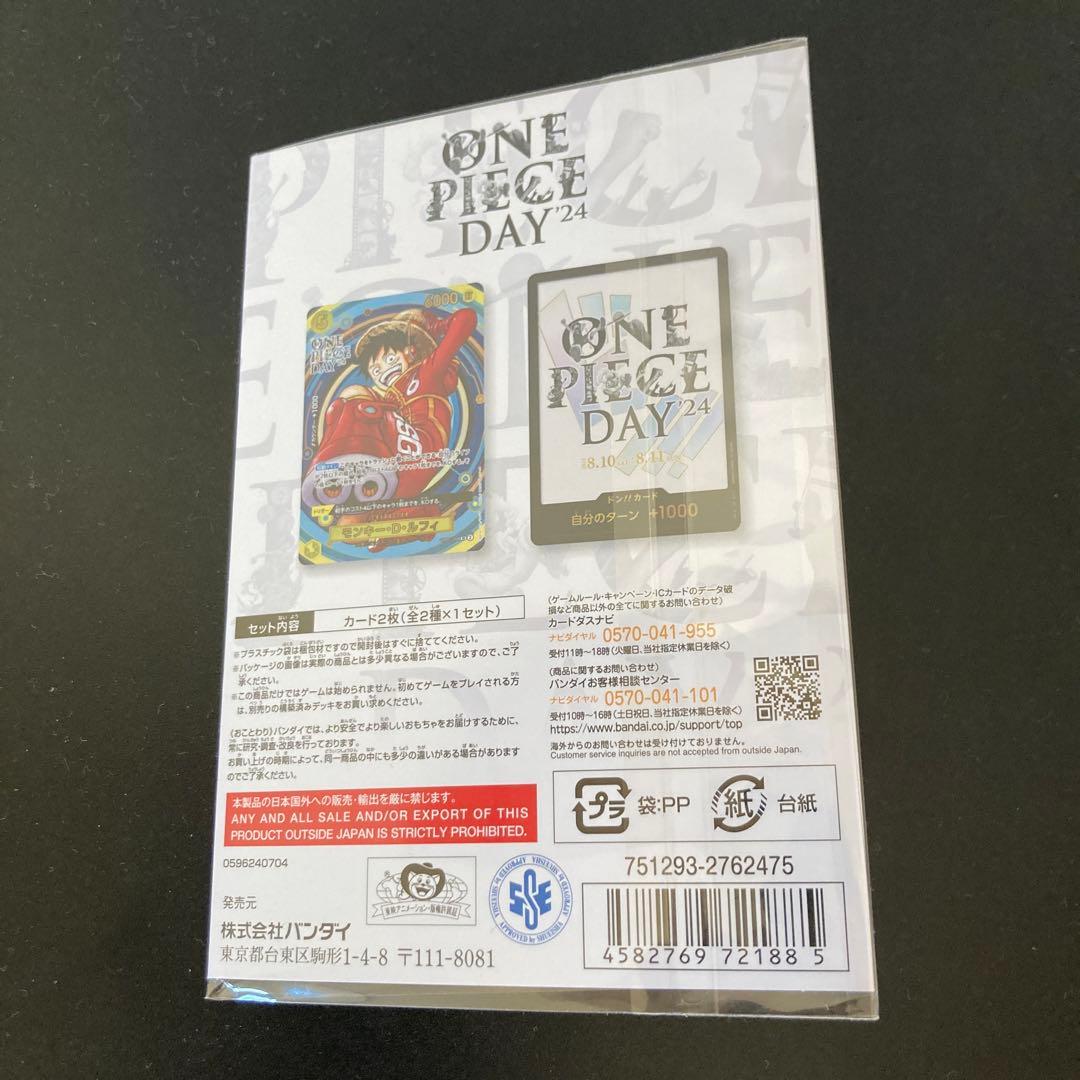 ONE
PIECE
DAY'24
6000
ONE
PIECE
DAY'24
モンキー・D・ルフィ
ONE
PIECE
DAY'24
8.10 8.11
ドン!!カード
自分のターン +1000
セット内容 カード2枚(全2種×1セット)
※プラスチック袋は梱包材ですので開封後はすぐに捨ててください。
※パッケージの画像は実際の商品とは多少異なる場合がございますので、ご了
承ください。
※この商品だけではゲームは始められません。初めてゲームをプレイされる方
は、別売りの構築済みデッキをお買い求めください。
〈おことわり〉バンダイでは、より安全でより楽しいおもちゃをお届けするために、
常に研究・調査・改良を行っております。
お買い上げの時期によって、同一商品の中にも多少の違いがある場合があります
のでご了承ください。
本製品の日本国外への販売・輸出を厳に禁じます。
ANY AND ALL SALE AND/OR EXPORT OF THIS
PRODUCT OUTSIDE JAPAN IS STRICTLY PROHIBITED.
0596240704
発売元
株式会社バンダイ
東京都台東区駒形1-4-8 〒111-8081
(ゲームルール・キャンペーン・ICカードのデータ破
損など商品以外の全てに関するお問い合わせ)
カードダスナビ
ナビダイヤル 0570-041-955
受付11時~18時(火曜日、当社指定休業日を除く)
(商品に関するお問い合わせ)
バンダイお客様相談センター
ナビダイヤル 0570-041-101
受付10時~16時(土日祝日、当社指定休業日を除く)
https://www.bandai.co.jp/support/top
海外からのお問い合わせは受け付けておりません。
Customer service inquiries are not accepted from outside Japan.
プラ 袋:PP 紙 台紙
東映アニメーション・版権許諾証
APPROVED by SHUEISHA
751293-2762475
4582769 721885